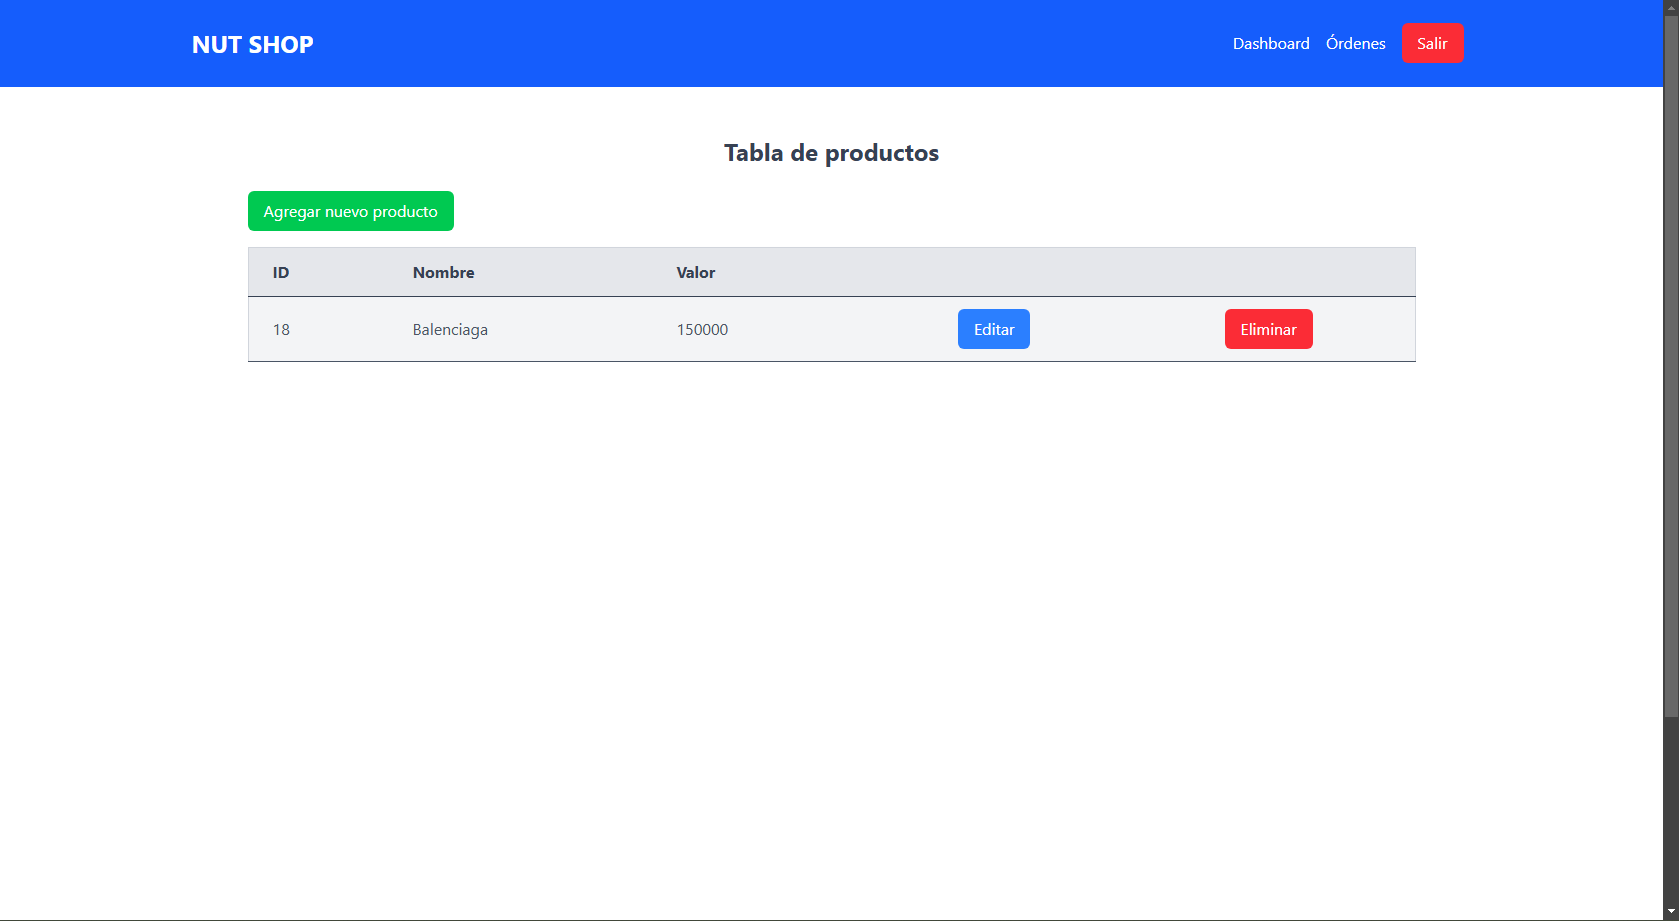 NUT SHOP
Dashboard Órdenes Salir
Tabla de productos
Agregar nuevo producto
ID Nombre Valor
18 Balenciaga 150000 Editar Eliminar